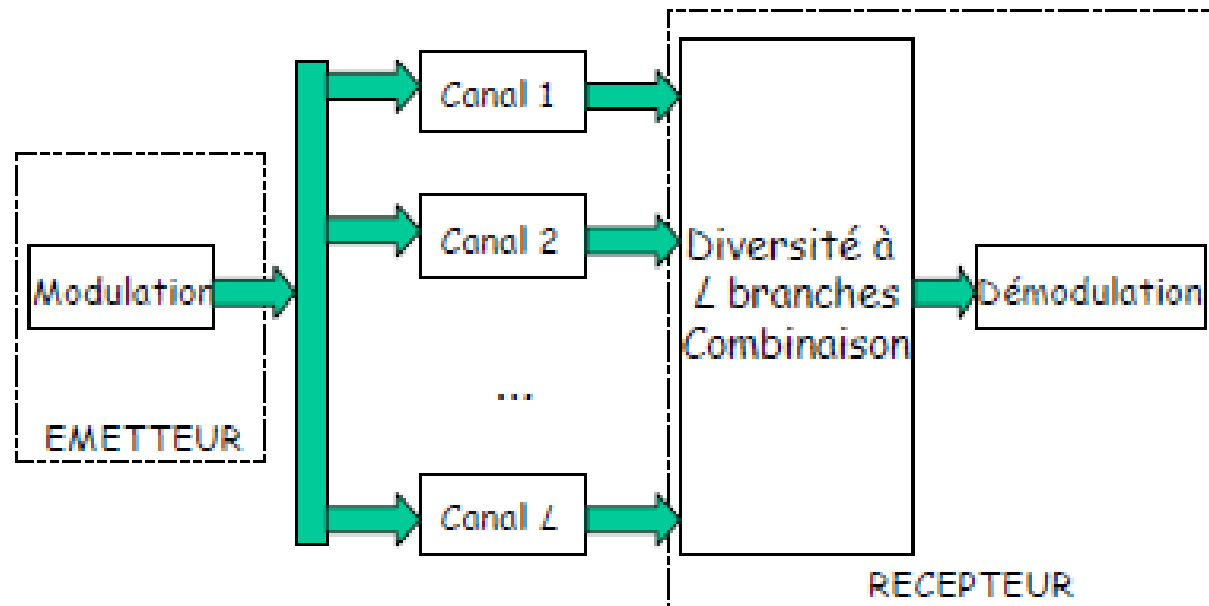 Modulation
EMETTEUR
Canal 1
Canal 2
...
Canal L
Diversité à
L branches
Combinaison
Démodulation
RECEPTEUR